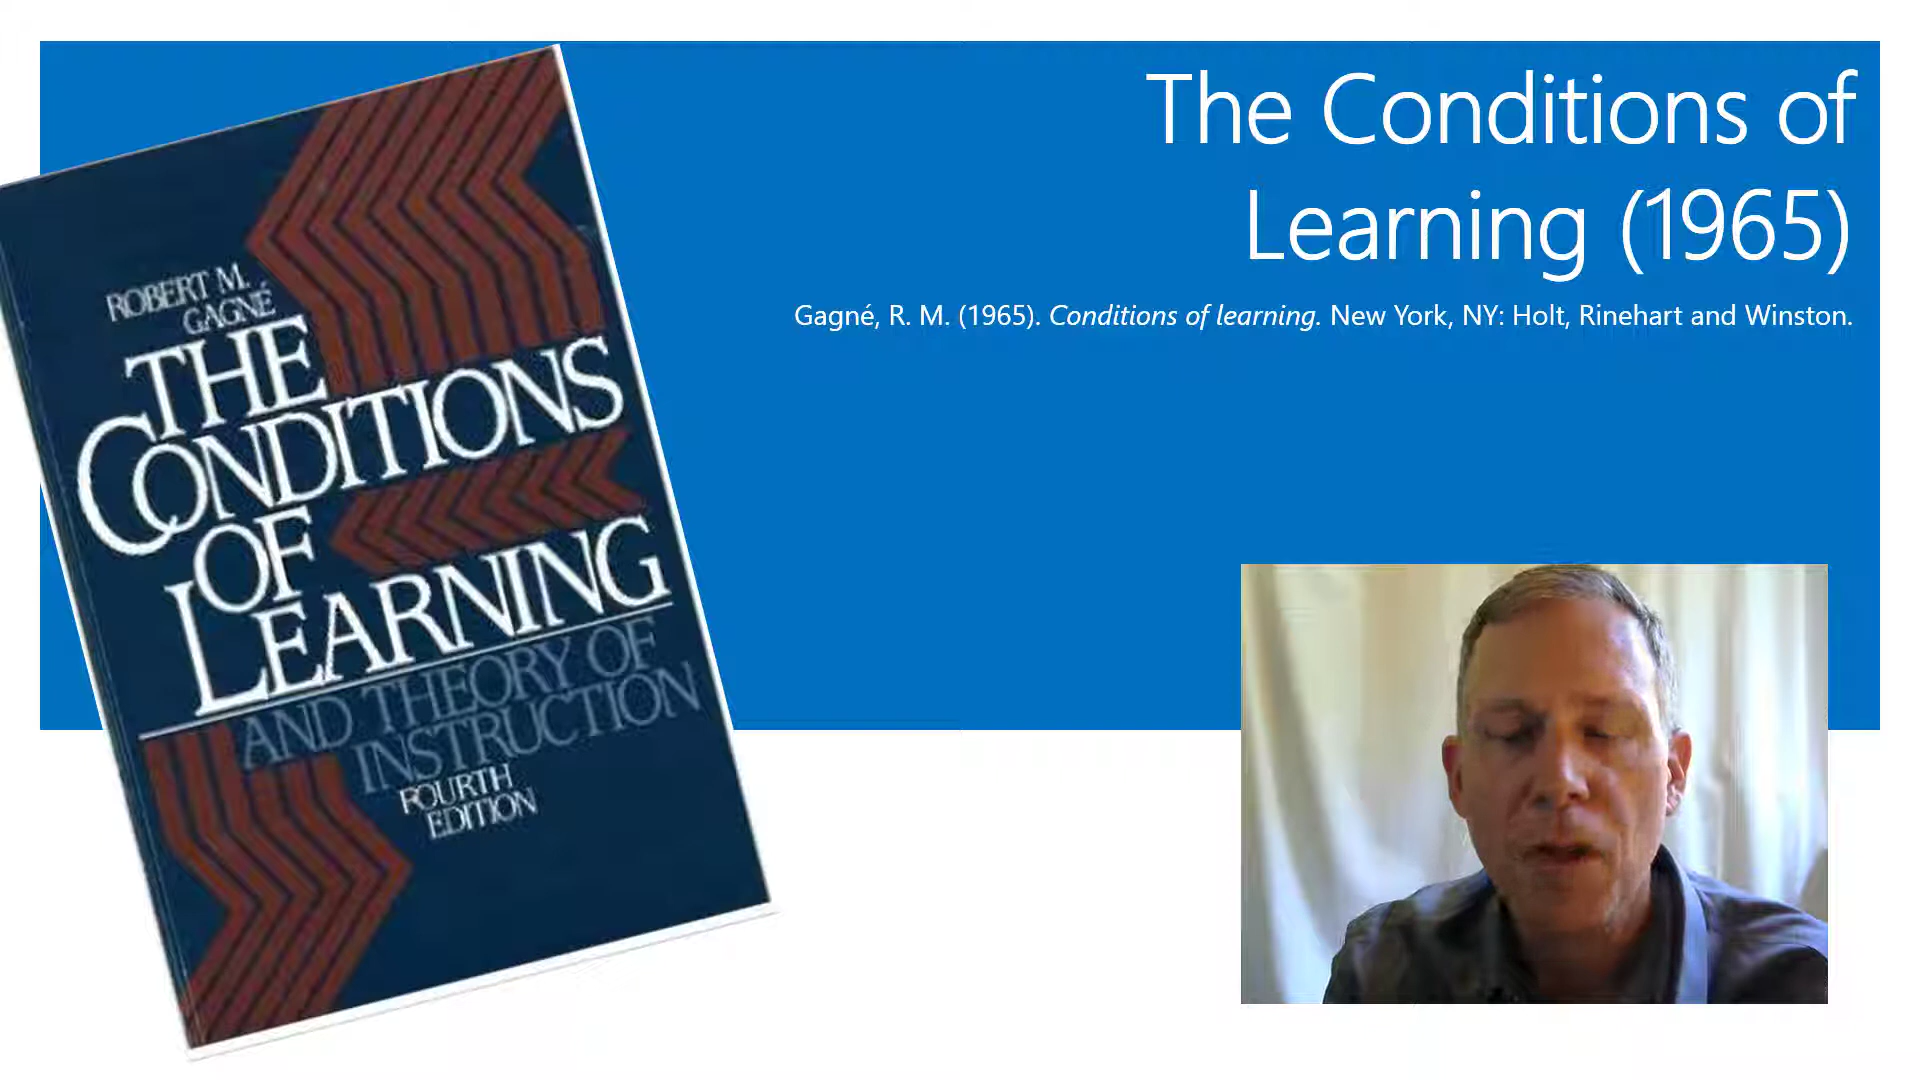 The Conditions of
Learning (1965)
Gagné, R. M. (1965). Conditions of learning. New York, NY: Holt, Rinehart and Winston.
ROBERT M.
GAGNÉ
THE
CONDITIONS
OF
LEARNING
AND THEORY OF
INSTRUCTION
FOURTH
EDITION